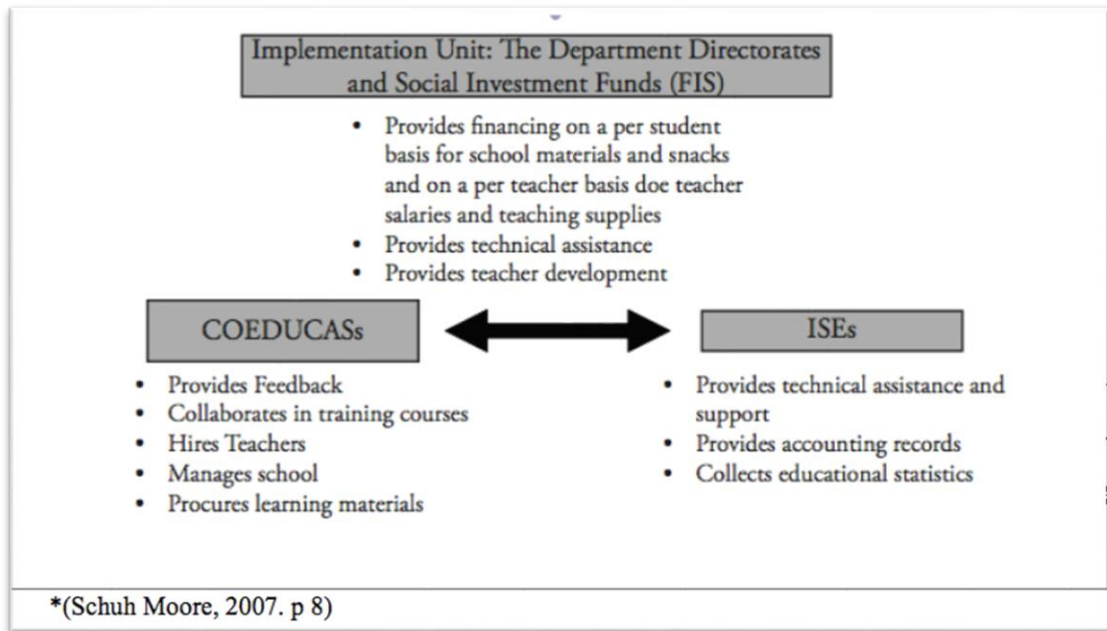 Implementation Unit: The Department Directorates
and Social Investment Funds (FIS)
• Provides financing on a per student
basis for school materials and snacks
and on a per teacher basis doe teacher
salaries and teaching supplies
• Provides technical assistance
• Provides teacher development
COEDUCASs
• Provides Feedback
• Collaborates in training courses
• Hires Teachers
• Manages school
• Procures learning materials
ISEs
• Provides technical assistance and
support
• Provides accounting records
• Collects educational statistics
*(Schuh Moore, 2007. p 8)